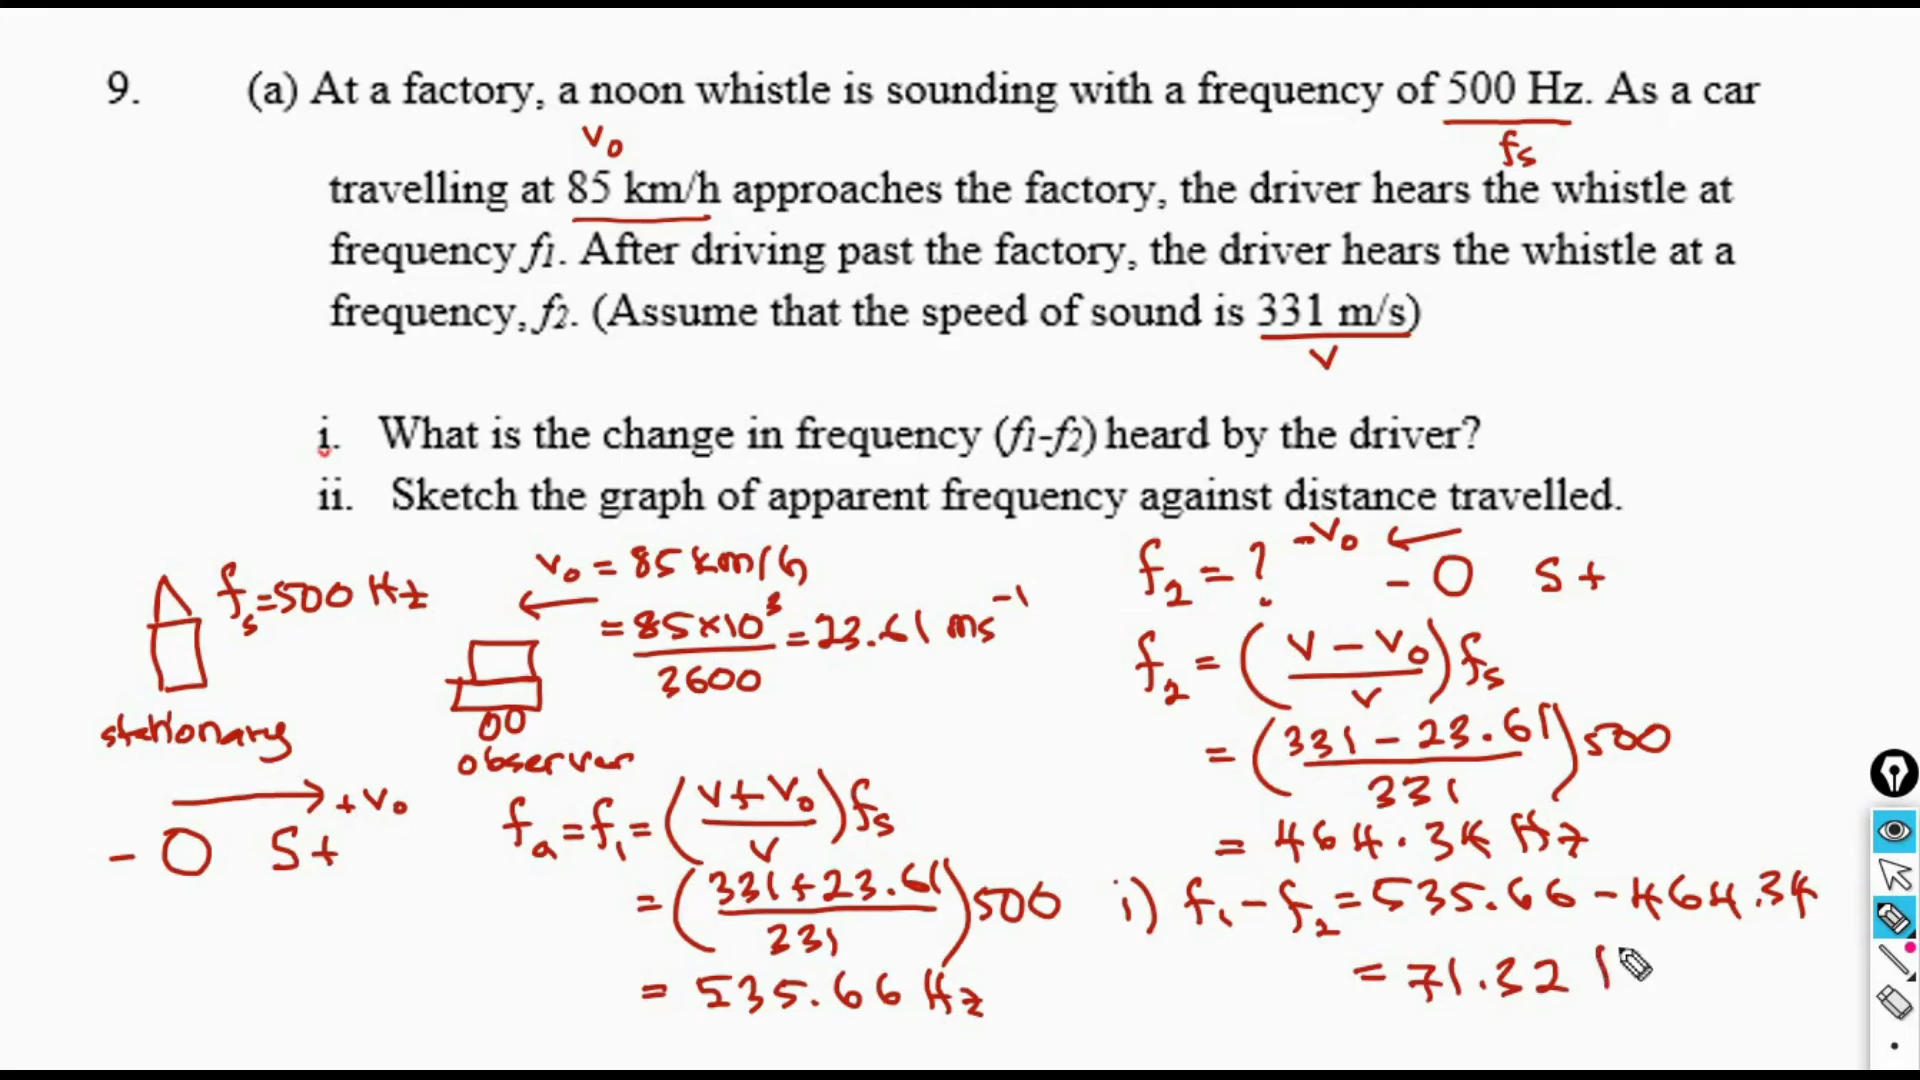 9. (a) At a factory, a noon whistle is sounding with a frequency of 500 Hz. As a car
v₀ fs
travelling at 85 km/h approaches the factory, the driver hears the whistle at
frequency f1. After driving past the factory, the driver hears the whistle at a
frequency, f2. (Assume that the speed of sound is 331 m/s)
v
i. What is the change in frequency (f1-f2) heard by the driver?
ii. Sketch the graph of apparent frequency against distance travelled.
fs = 500 Hz
stationary
→ + v₀
- O S +
v₀ = 85 km/h
←
= 85 × 10³ / 3600 = 23.61 ms⁻¹
observer
fa = f₁ = (v + v₀ / v) fs
= (331 + 23.61 / 331) 500
= 535.66 Hz
f₂ = ? -v₀ ←
- O S +
f₂ = (v - v₀ / v) fs
= (331 - 23.61 / 331) 500
= 464.34 Hz
i) f₁ - f₂ = 535.66 - 464.34
= 71.32